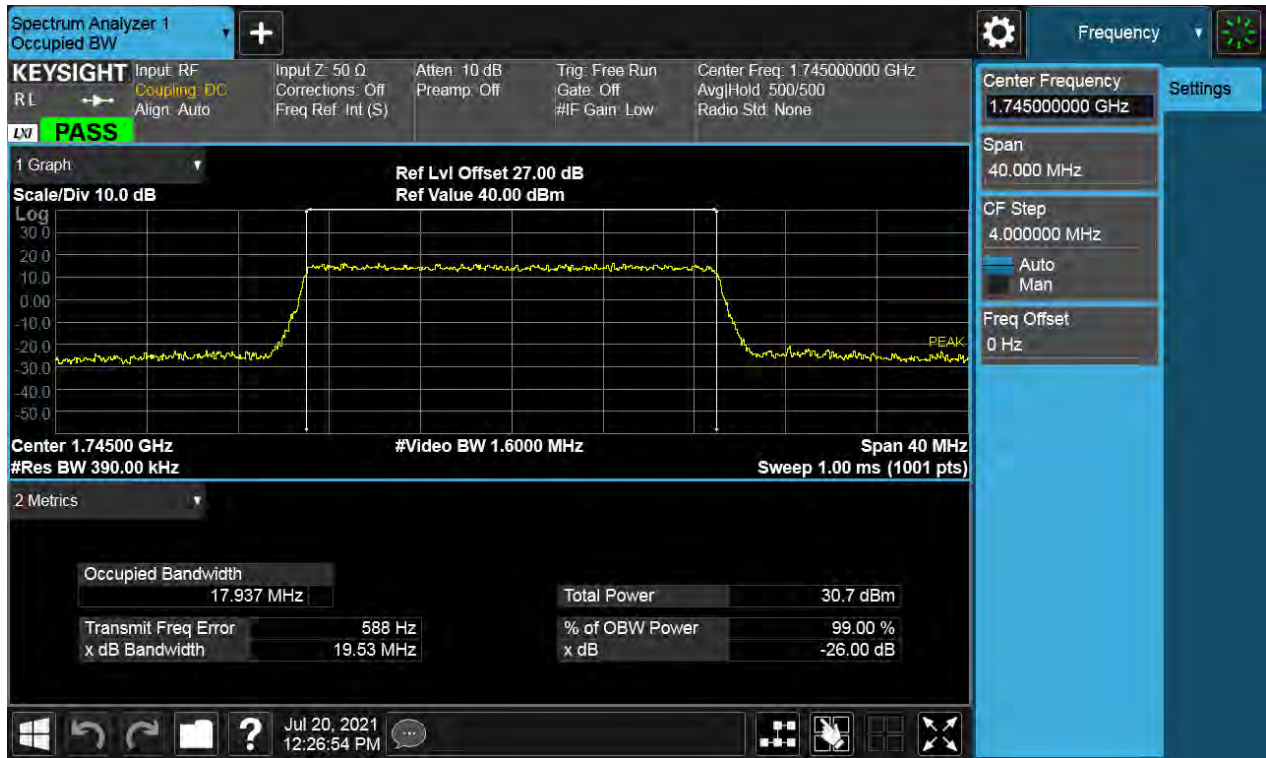 Spectrum Analyzer 1
Occupied BW
+
Frequency
KEYSIGHT
RL
LXI
PASS
Input: RF
Coupling: DC
Align: Auto
Input Z: 50 Ω
Corrections: Off
Freq Ref: Int (S)
Atten: 10 dB
Preamp: Off
Trig: Free Run
Gate: Off
#IF Gain: Low
Center Freq: 1.745000000 GHz
Avg|Hold: 500/500
Radio Std: None
1 Graph
Scale/Div 10.0 dB
Ref Lvl Offset 27.00 dB
Ref Value 40.00 dBm
Log
30.0
20.0
10.0
0.00
-10.0
-20.0
-30.0
-40.0
-50.0
PEAK
Center 1.74500 GHz
#Video BW 1.6000 MHz
Span 40 MHz
#Res BW 390.00 kHz
Sweep 1.00 ms (1001 pts)
2 Metrics
Occupied Bandwidth
17.937 MHz
Transmit Freq Error 588 Hz
x dB Bandwidth 19.53 MHz
Total Power 30.7 dBm
% of OBW Power 99.00 %
x dB -26.00 dB
Center Frequency
1.745000000 GHz
Span
40.000 MHz
CF Step
4.000000 MHz
Auto
Man
Freq Offset
0 Hz
Settings
?
Jul 20, 2021
12:26:54 PM